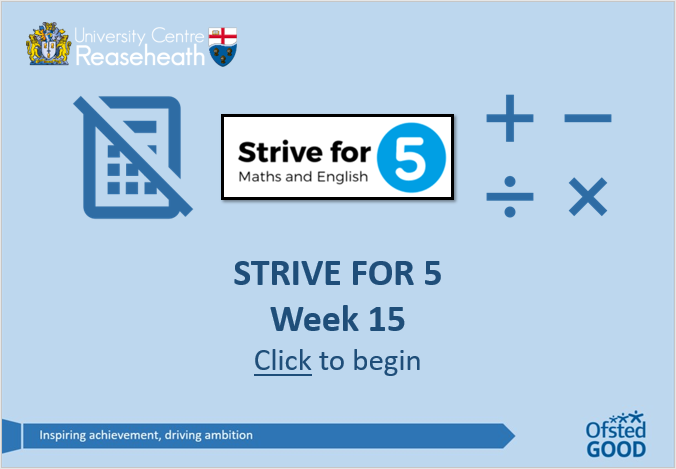 University Centre
Reaseheath
Strive for 5
Maths and English
STRIVE FOR 5
Week 15
Click to begin
Inspiring achievement, driving ambition
Ofsted
GOOD